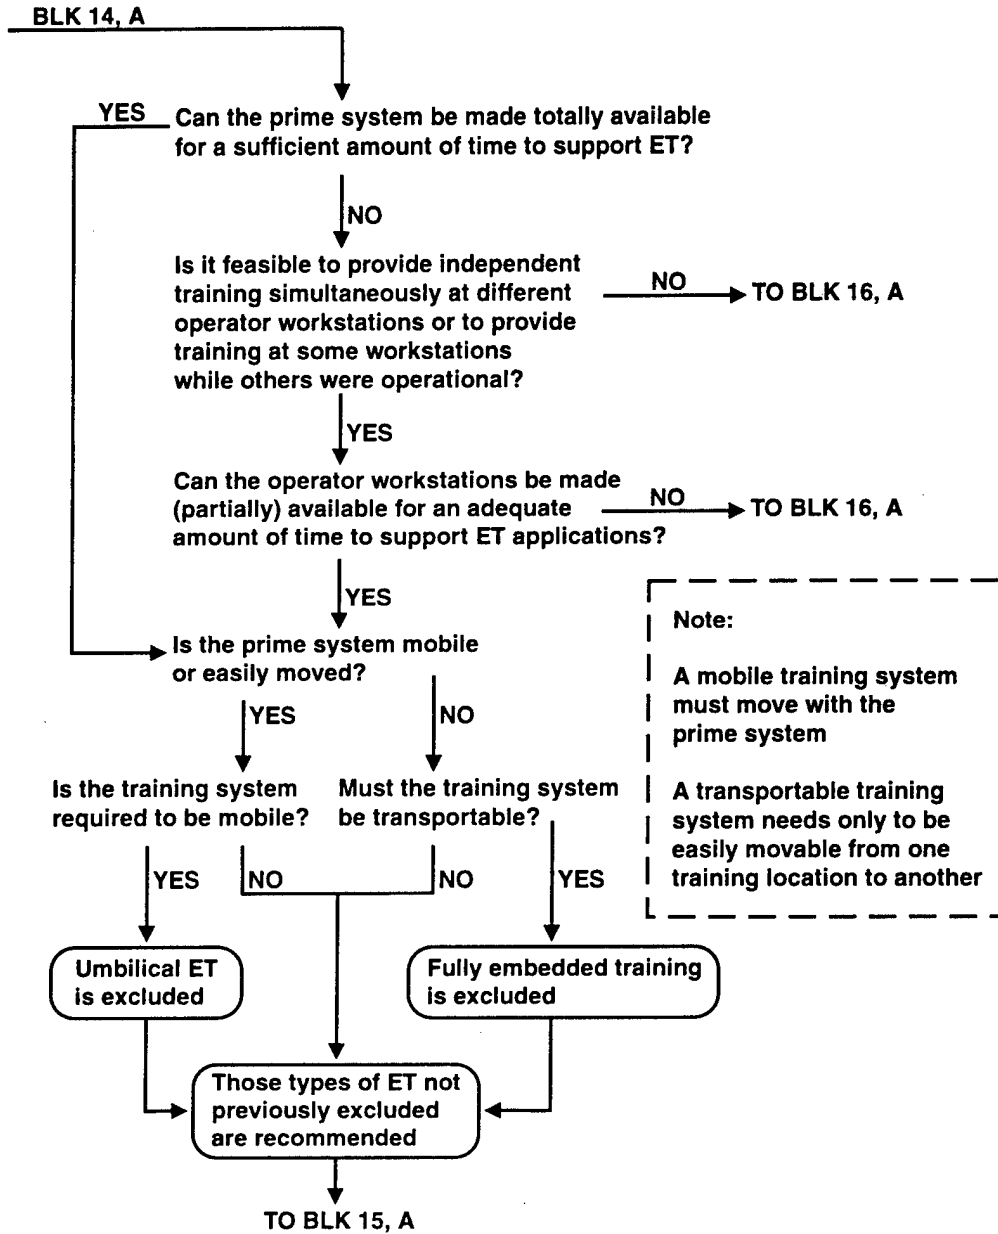 BLK 14, A
YES
Can the prime system be made totally available
for a sufficient amount of time to support ET?
NO
Is it feasible to provide independent
training simultaneously at different
operator workstations or to provide
training at some workstations
while others were operational?
NO
TO BLK 16, A
YES
Can the operator workstations be made
(partially) available for an adequate
amount of time to support ET applications?
NO
TO BLK 16, A
YES
Is the prime system mobile
or easily moved?
YES
NO
Note:
A mobile training system
must move with the
prime system
A transportable training
system needs only to be
easily movable from one
training location to another
Is the training system
required to be mobile?
Must the training system
be transportable?
YES
NO
NO
YES
Umbilical ET
is excluded
Fully embedded training
is excluded
Those types of ET not
previously excluded
are recommended
TO BLK 15, A